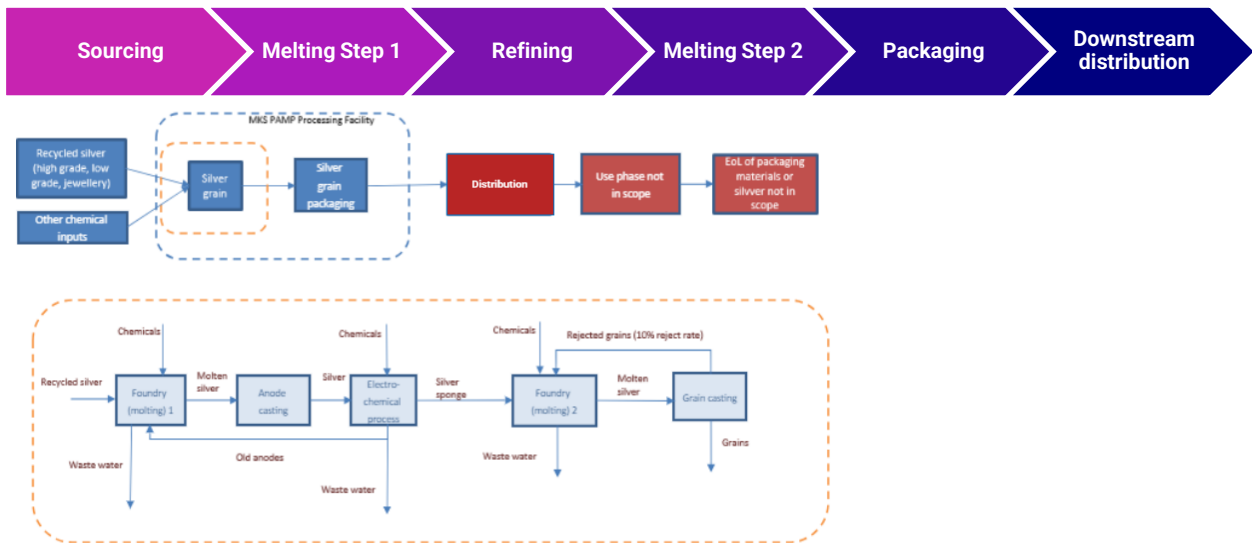 Sourcing
Melting Step 1
Refining
Melting Step 2
Packaging
Downstream
distribution
MKS PAMP Processing Facility
Recycled silver
(high grade, low
grade, jewellery)
Other chemical
inputs
Silver
grain
Silver
grain
packaging
Distribution
Use phase not
in scope
EoL of packaging
materials or
silvver not in
scope
Chemicals
Chemicals
Chemicals
Rejected grains (10% reject rate)
Recycled silver
Foundry
(molting) 1
Molten
silver
Anode
casting
Silver
Electro-
chemical
process
Silver
sponge
Foundry
(molting) 2
Molten
silver
Grain casting
Waste water
Old anodes
Waste water
Waste water
Grains